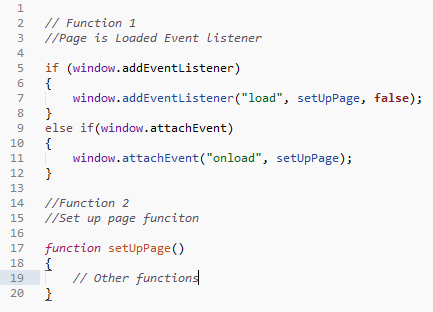 1
2 // Function 1
3 //Page is Loaded Event listener
4
5 if (window.addEventListener)
6 {
7 window.addEventListener("load", setUpPage, false);
8 }
9 else if(window.attachEvent)
10 {
11 window.attachEvent("onload", setUpPage);
12 }
13
14 //Function 2
15 //Set up page funciton
16
17 function setUpPage()
18 {
19 // Other functions
20 }